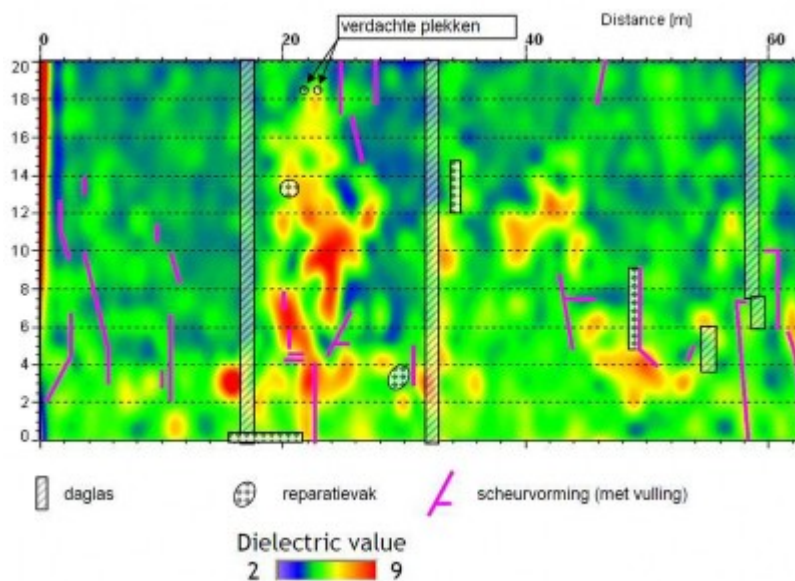 verdachte plekken
Distance [m]
0 20 40 60
20
18
16
14
12
10
8
6
4
2
0
daglas
reparatievak
scheurvorming (met vulling)
Dielectric value
2 9